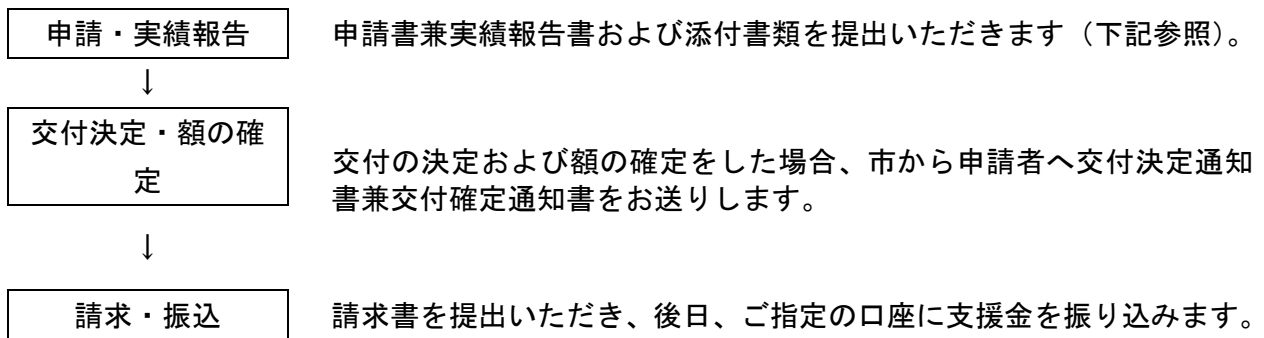 申請・実績報告
申請書兼実績報告書および添付書類を提出いただきます（下記参照）。
↓
交付決定・額の確
定
交付の決定および額の確定をした場合、市から申請者へ交付決定通知
書兼交付確定通知書をお送りします。
↓
請求・振込
請求書を提出いただき、後日、ご指定の口座に支援金を振り込みます。